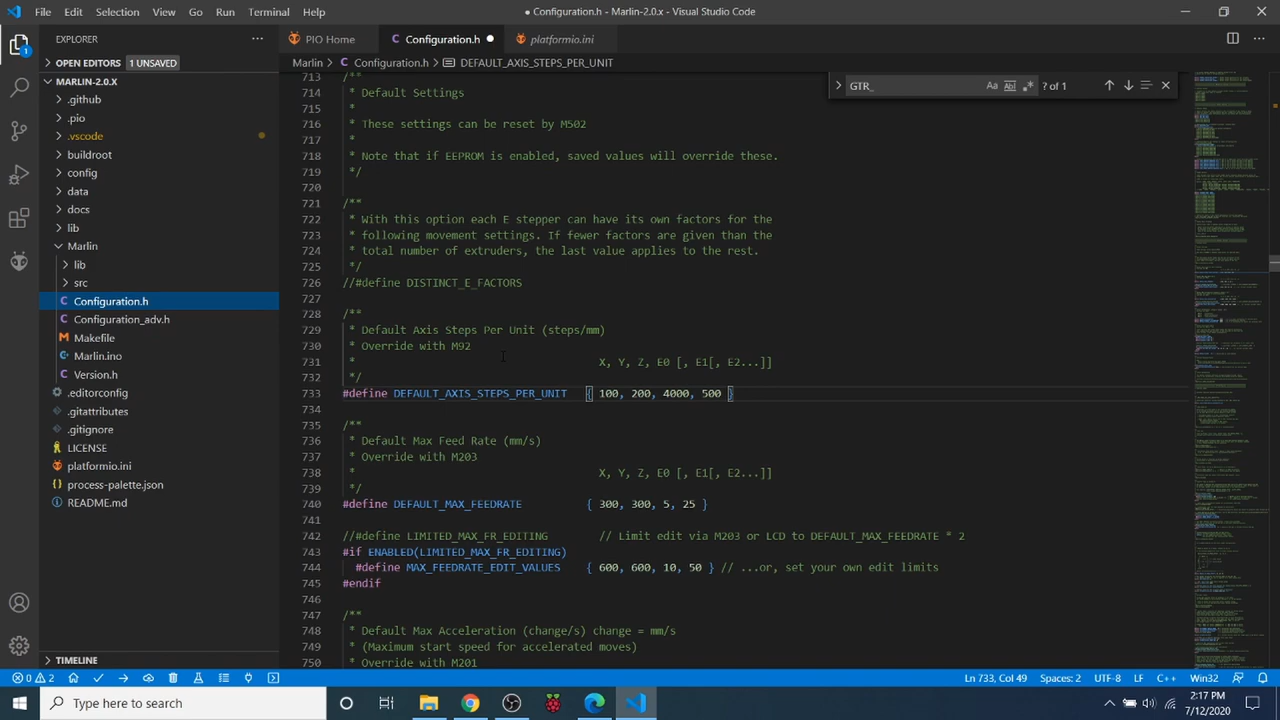 File Edit Selection View Go Run Terminal Help
● Configuration.h - Marlin-2.0.x - Visual Studio Code
EXPLORER
PIO Home
Configuration.h
platformio.ini
OPEN EDITORS 1 UNSAVED
Marlin > Configuration.h > DEFAULT_AXIS_STEPS_PER_UNIT
GTR_
? of 1
MARLIN-2.0.X
.github
.pio
.vscode
buildroot
config
data
docs
lib
Marlin
lib
Configuration.h
Configuration_adv.h
Makefile
Marlin.ino
Version.h
.editorconfig
.gitattributes
.gitignore
LICENSE
platformio.ini
process-palette.json
README.md
TIMELINE
713 /**
714 * Default Settings
715 *
716 * These settings can be reset by M502
717 *
718 * Note that if EEPROM is enabled, saved values will override these.
719 */
720
721 /**
722 * With this option each E stepper can have its own factors for the
723 * following movement settings. If fewer factors are given than the
724 * total number of extruders, the last value applies to the rest.
725 */
726 //#define DISTINCT_E_FACTORS
727
728 /**
729 * Default Axis Steps Per Unit (steps/mm)
730 * Override with M92
731 * X, Y, Z, E0 [, E1[, E2...]]
732 */
733 #define DEFAULT_AXIS_STEPS_PER_UNIT { 100, 200, 4000, 500 }
734
735 /**
736 * Default Max Feed Rate (mm/s)
737 * Override with M203
738 * X, Y, Z, E0 [, E1[, E2...]]
739 */
740 #define DEFAULT_MAX_FEEDRATE { 300, 300, 5, 25 }
741
742 //#define LIMITED_MAX_FR_EDITING // Limit edit via M203 or LCD to DEFAULT_MAX_FEEDRATE * 2
743 #if ENABLED(LIMITED_MAX_FR_EDITING)
744 #define MAX_FEEDRATE_EDIT_VALUES { 600, 600, 10, 50 } // ...or, set your own edit limits
745 #endif
746
747 /**
748 * Default Max Acceleration (change/s) change = mm/s
749 * (Maximum start speed for accelerated moves)
750 * Override with M201
0 2
Ln 733, Col 49 Spaces: 2 UTF-8 LF C++ Win32
Type here to search
2:17 PM
7/12/2020